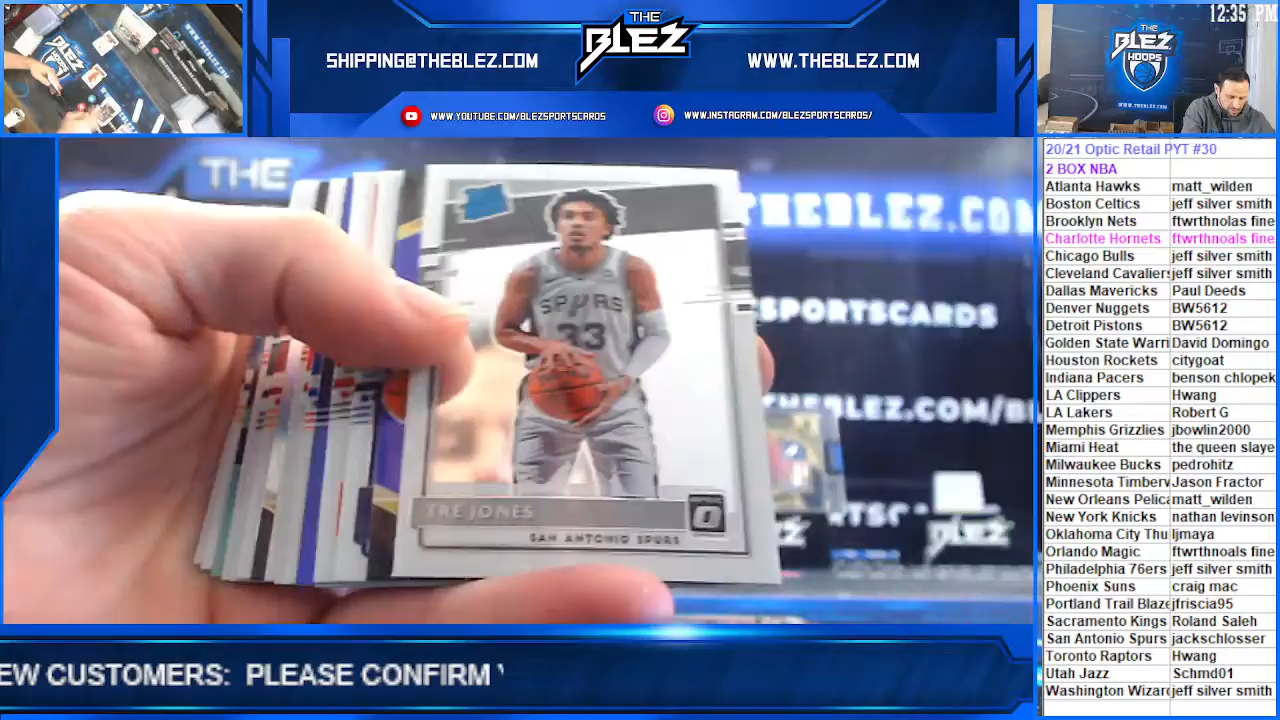 12:35 PM
THE
BLEZ
SHIPPING@THEBLEZ.COM
WWW.THEBLEZ.COM
WWW.YOUTUBE.COM/BLEZSPORTSCARDS
WWW.INSTAGRAM.COM/BLEZSPORTSCARDS/
THE
BLEZ
HOOPS
WWW.THEBLEZ.COM
20/21 Optic Retail PYT #30
2 BOX NBA
Atlanta Hawks matt_wilden
Boston Celtics jeff silver smith
Brooklyn Nets ftwrthnolas fine
Charlotte Hornets ftwrthnoals fine
Chicago Bulls jeff silver smith
Cleveland Cavaliers jeff silver smith
Dallas Mavericks Paul Deeds
Denver Nuggets BW5612
Detroit Pistons BW5612
Golden State Warri David Domingo
Houston Rockets citygoat
Indiana Pacers benson chlopek
LA Clippers Hwang
LA Lakers Robert G
Memphis Grizzlies jbowlin2000
Miami Heat the queen slaye
Milwaukee Bucks pedrohitz
Minnesota Timberv Jason Fractor
New Orleans Pelica matt_wilden
New York Knicks nathan levinson
Oklahoma City Thu ljmaya
Orlando Magic ftwrthnoals fine
Philadelphia 76ers jeff silver smith
Phoenix Suns craig mac
Portland Trail Blaze jfriscia95
Sacramento Kings Roland Saleh
San Antonio Spurs jackschlosser
Toronto Raptors Hwang
Utah Jazz Schmd01
Washington Wizard jeff silver smith
THE
THEBLEZ.COM
SPORTSCARDS
THEBLEZ.COM/B
SPURS
33
TRE JONES
OPTIC
SAN ANTONIO SPURS
EW CUSTOMERS: PLEASE CONFIRM